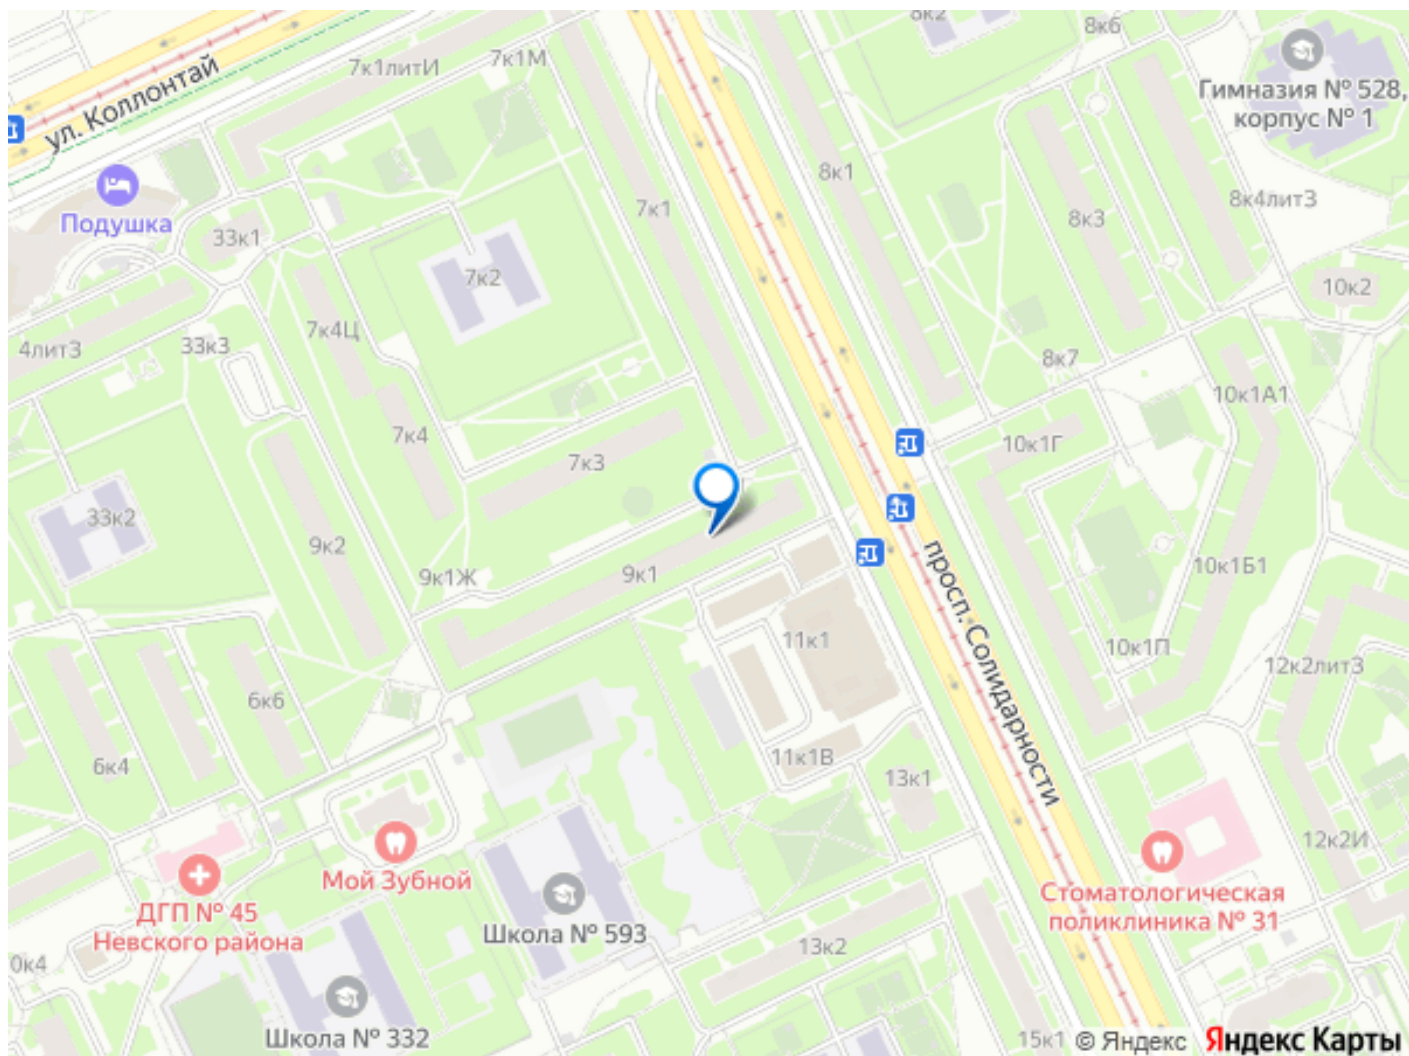 8к2
8к6
7к1М
7к1литИ
ул. Коллонтай
Гимназия № 528,
корпус № 1
8к1
Подушка
7к1
8к3
8к4литЗ
33к1
7к2
10к2
7к4Ц
4литЗ
33к3
8к7
10к1А1
7к4
10к1Г
7к3
33к2
9к2
9к1Ж
9к1
просп. Солидарности
10к1Б1
11к1
10к1П
12к2литЗ
6к6
6к4
11к1В
13к1
12к2И
Мой Зубной
Стоматологическая
поликлиника № 31
ДГП № 45
Невского района
Школа № 593
13к2
0к4
Школа № 332
15к1
© Яндекс
Яндекс Карты